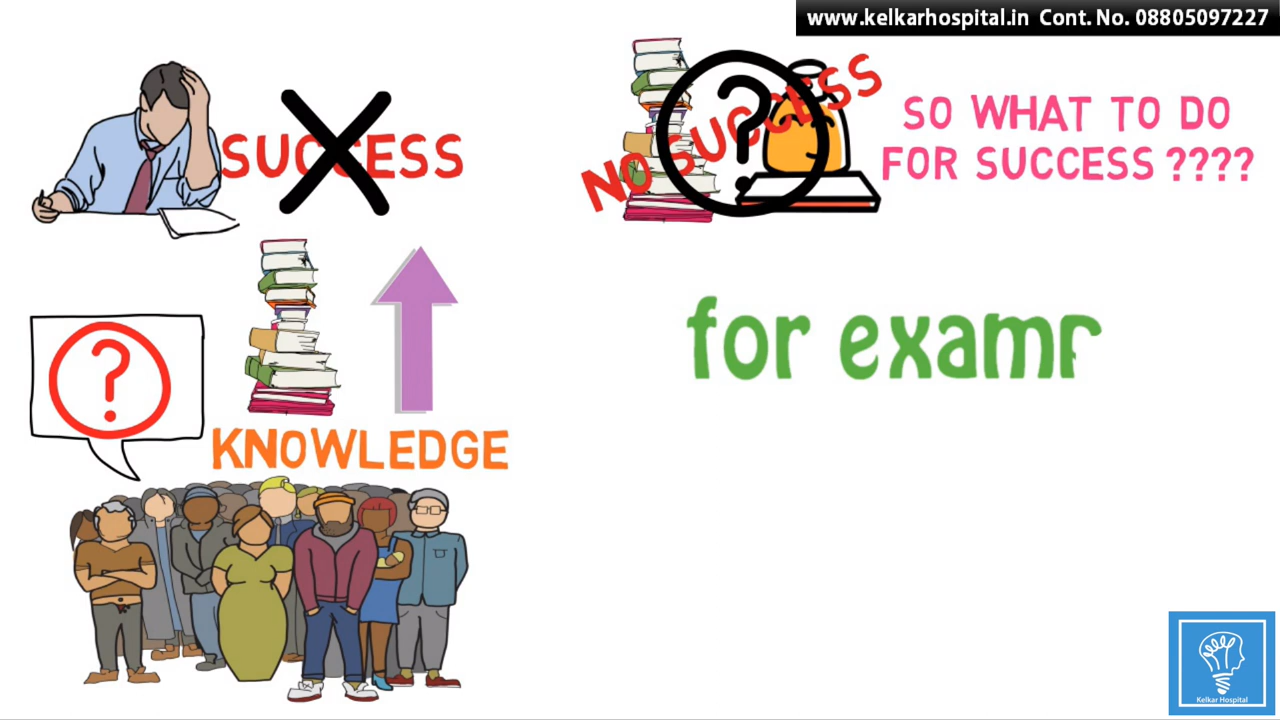 www.kelkarhospital.in Cont. No. 08805097227
SUCCESS
NO SUCCESS
?
SO WHAT TO DO
FOR SUCCESS ????
?
KNOWLEDGE
for examp
Kelkar Hospital